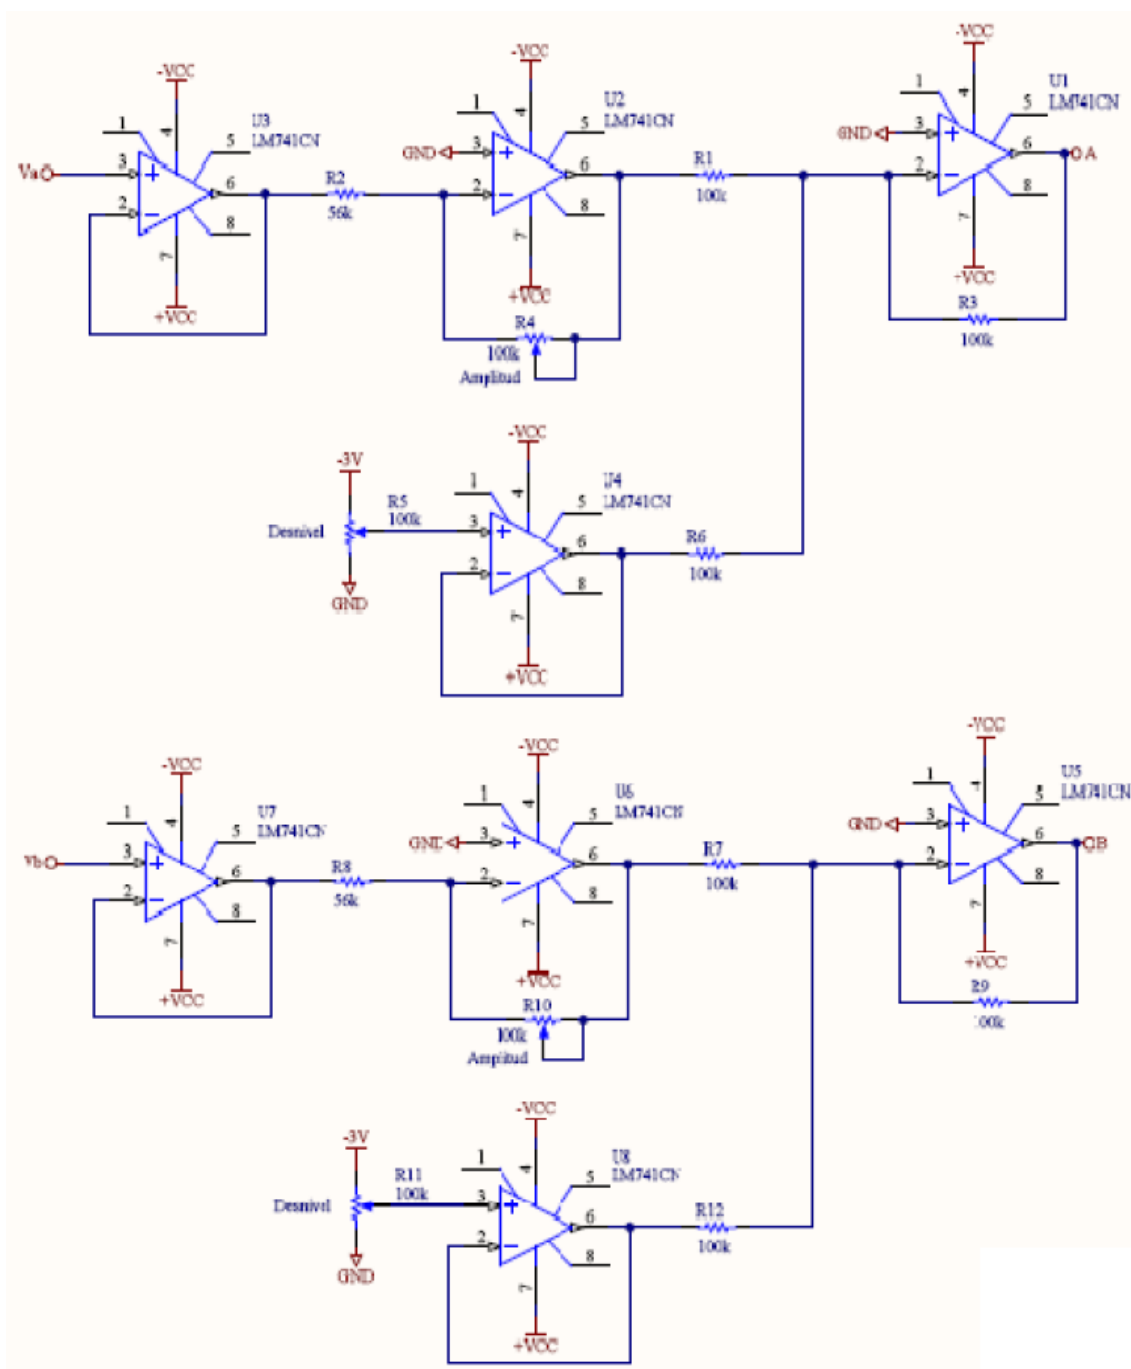 -VCC
1
4
U1
LM741CN
5
GND
3
6
A
2
8
7
+VCC
R3
100k
-VCC
1
4
U2
LM741CN
5
GND
3
6
2
8
7
+VCC
R1
100k
R4
100k
Amplitud
-VCC
1
4
U3
LM741CN
5
Va
3
6
2
8
7
+VCC
R2
56k
-VCC
-3V
1
4
U4
LM741CN
5
R5
100k
Desnivel
3
6
2
8
7
GND
+VCC
R6
100k
-VCC
1
4
U5
LM741CN
5
GND
3
6
B
2
8
7
+VCC
R9
100k
-VCC
1
4
U6
LM741CN
5
3
6
2
8
7
+VCC
R7
100k
R10
100k
Amplitud
-VCC
1
4
U7
LM741CN
5
vb
3
6
2
8
7
+VCC
R8
56k
-VCC
-3V
1
4
U8
LM741CN
5
R11
100k
Desnivel
3
6
2
8
7
GND
+VCC
R12
100k